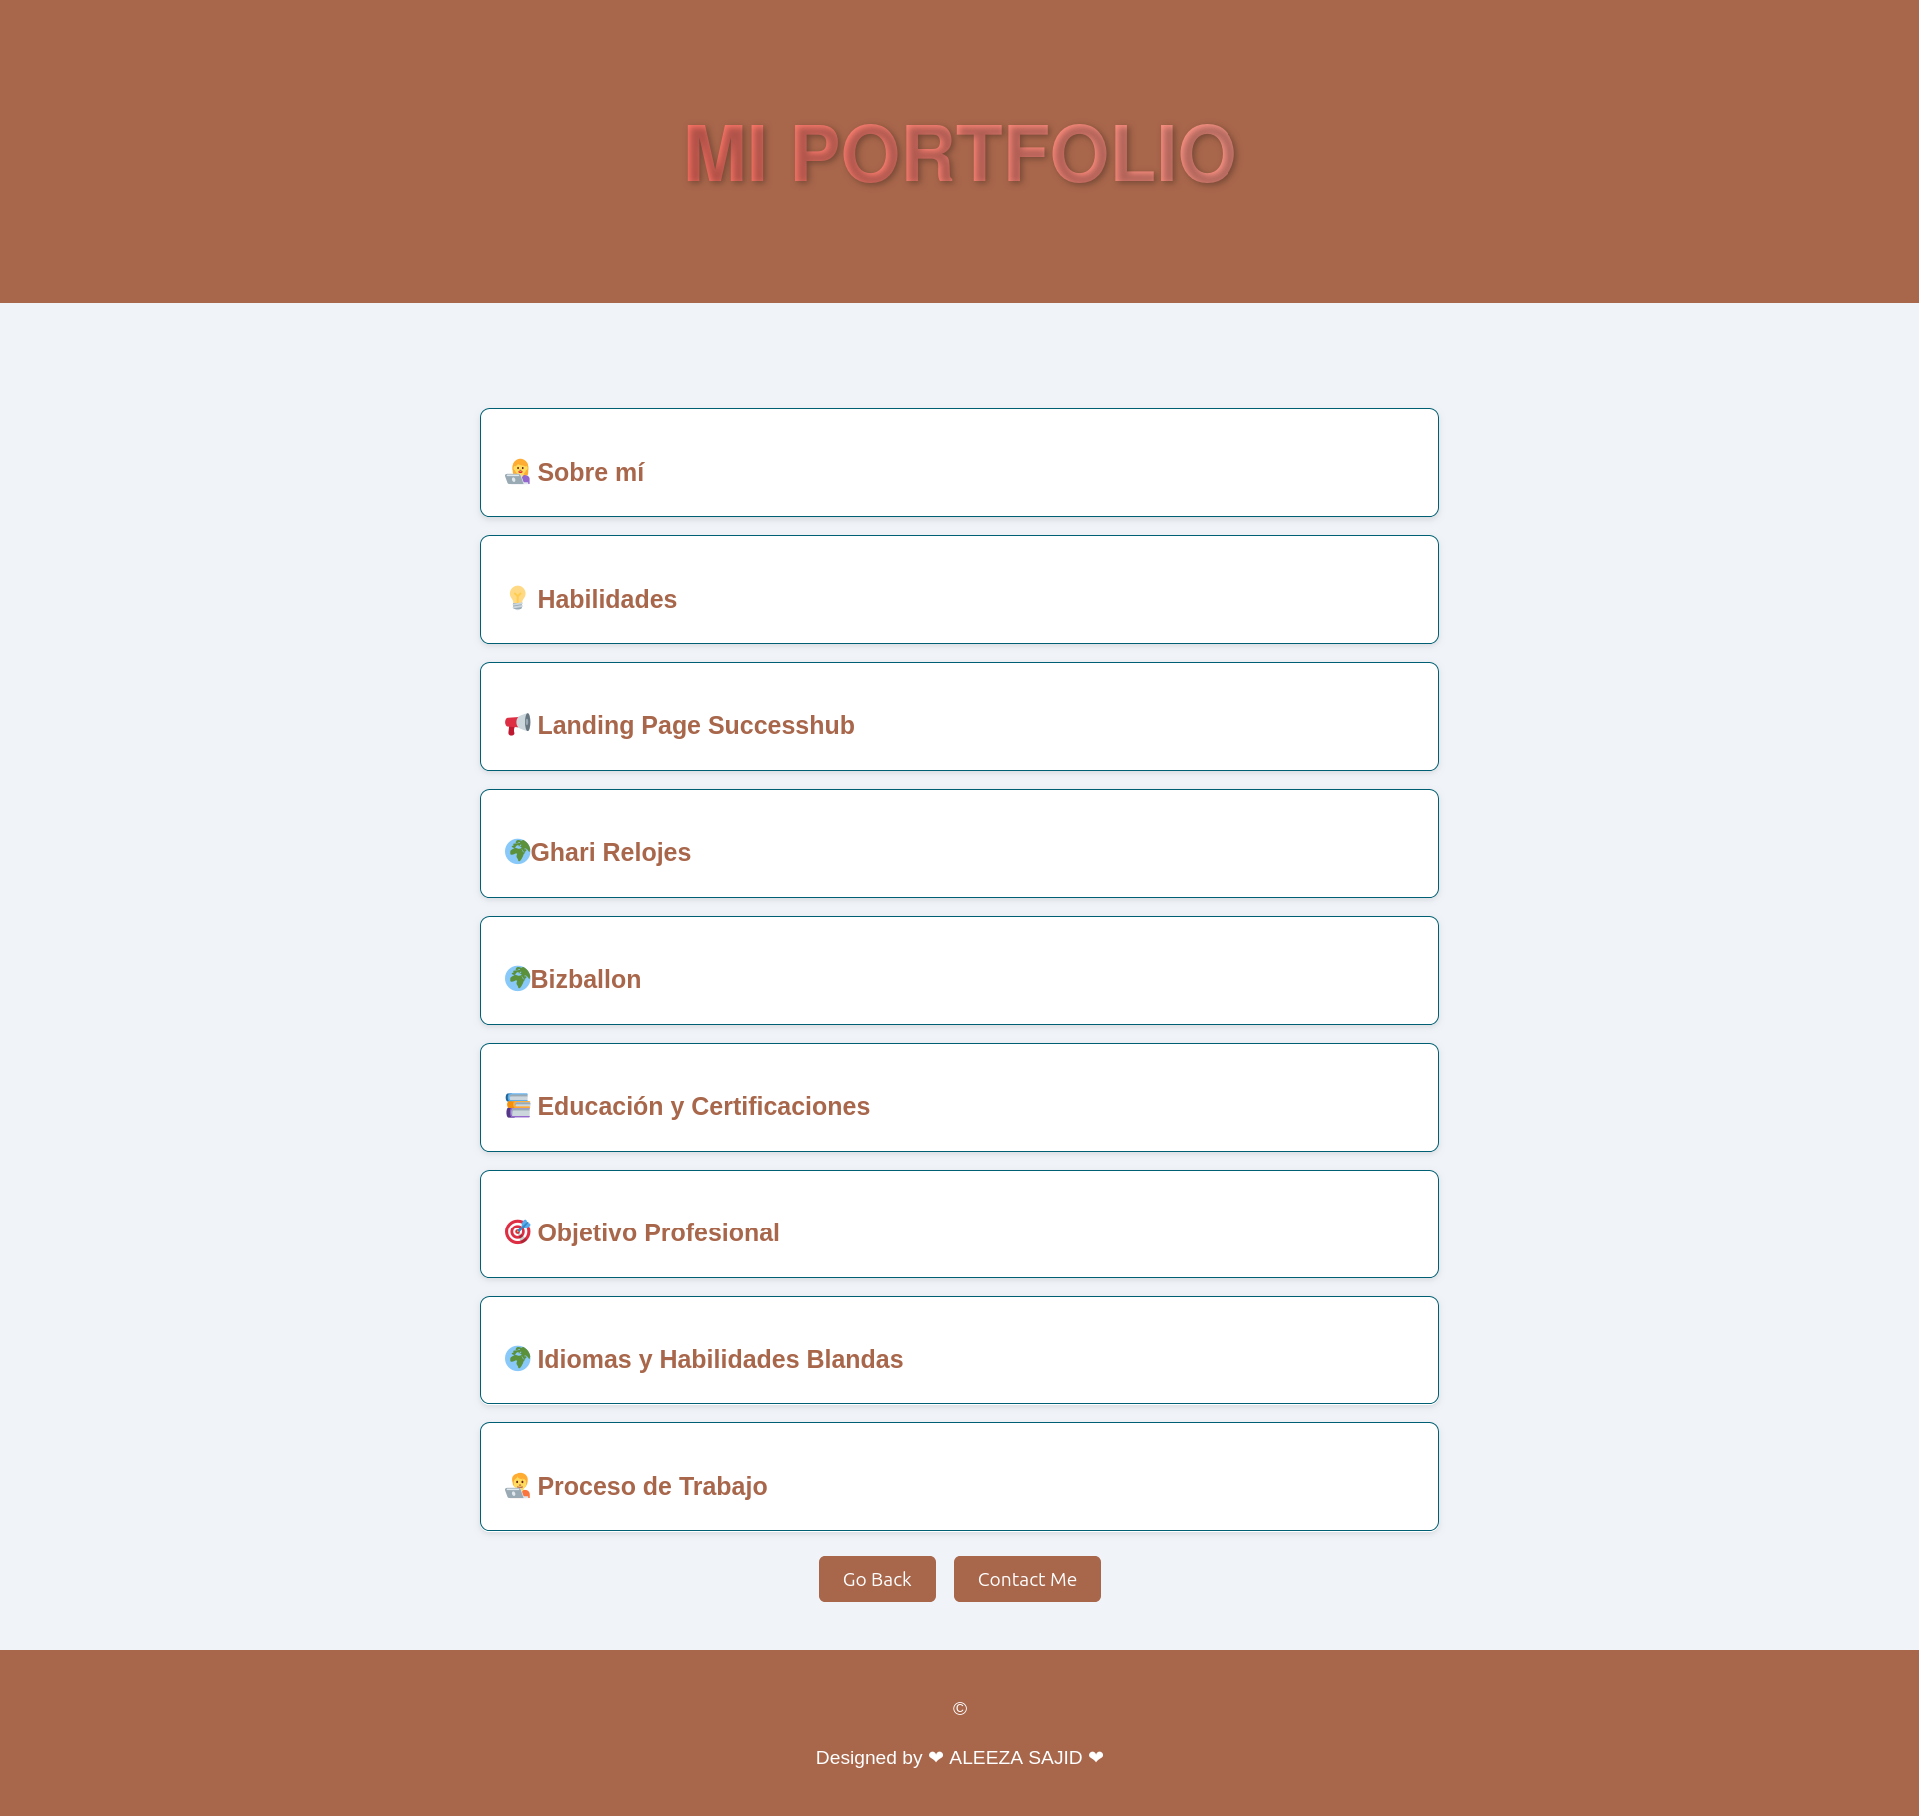 MI PORTFOLIO
👩‍💻 Sobre mí
💡 Habilidades
📢 Landing Page Successhub
🌍Ghari Relojes
🌍Bizballon
📚 Educación y Certificaciones
🎯 Objetivo Profesional
🌍 Idiomas y Habilidades Blandas
🧑‍💻 Proceso de Trabajo
Go Back
Contact Me
©
Designed by ❤ ALEEZA SAJID ❤